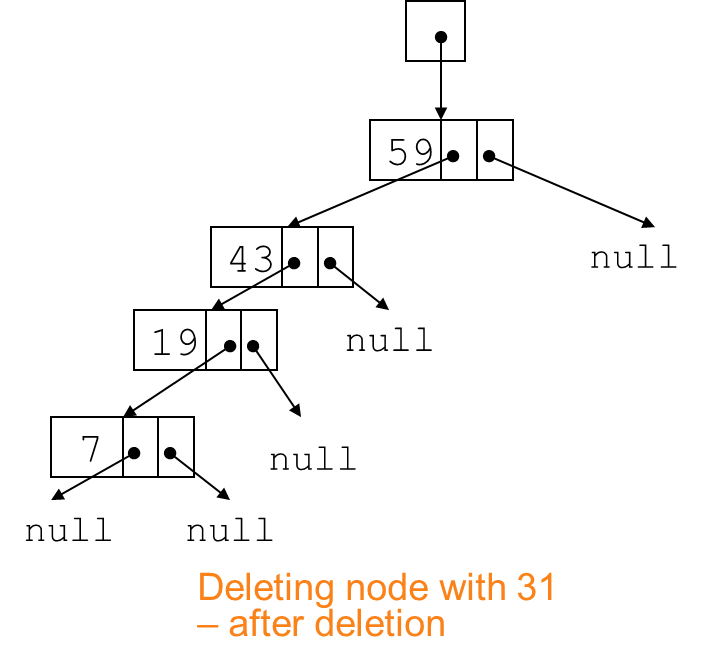 59
null
43
null
19
null
7
null null
Deleting node with 31
– after deletion